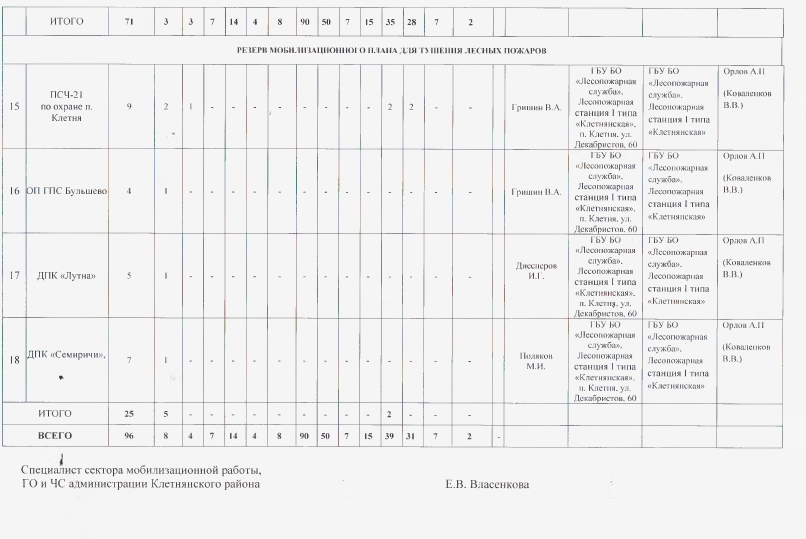 ИТОГО 71 3 3 7 14 4 8 90 50 7 15 35 28 7 2
РЕЗЕРВ МОБИЛИЗАЦИОННОГО ПЛАНА ДЛЯ ТУШЕНИЯ ЛЕСНЫХ ПОЖАРОВ
15
ПСЧ-21
по охране п.
Клетня
9 2 1 - - - - - - - - 2 2 - -
Гришин В.А.
ГБУ БО
«Лесопожарная
служба».
Лесопожарная
станция I типа
«Клетнянская».
п. Клетня, ул.
Декабристов, 60
ГБУ БО
«Лесопожарная
служба».
Лесопожарная
станция I типа
«Клетнянская»
Орлов А.П
(Коваленков
В.В.)
16
ОП ГПС Бульшево
4 1 - - - - - - - - - - - - -
Гришин В.А.
ГБУ БО
«Лесопожарная
служба».
Лесопожарная
станция I типа
«Клетнянская».
п. Клетня, ул.
Декабристов, 60
ГБУ БО
«Лесопожарная
служба».
Лесопожарная
станция I типа
«Клетнянская»
Орлов А.П
(Коваленков
В.В.)
17
ДПК «Лутна»
5 1 - - - - - - - - - - - - -
И.Г.
ГБУ БО
«Лесопожарная
служба».
Лесопожарная
станция I типа
«Клетнянская».
п. Клетня, ул.
Декабристов, 60
ГБУ БО
«Лесопожарная
служба».
Лесопожарная
станция I типа
«Клетнянская»
Орлов А.П
(Коваленков
В.В.)
18
ДПК «Семиричи»,
7 1 - - - - - - - - - - - - -
Поляков
М.И.
ГБУ БО
«Лесопожарная
служба».
Лесопожарная
станция I типа
«Клетнянская».
п. Клетня, ул.
Декабристов, 60
ГБУ БО
«Лесопожарная
служба».
Лесопожарная
станция I типа
«Клетнянская»
Орлов А.П
(Коваленков
В.В.)
ИТОГО 25 5 - - - - - - - - - 2 - - -
ВСЕГО 96 8 4 7 14 4 8 90 50 7 15 39 31 7 2 -
Специалист сектора мобилизационной работы,
ГО и ЧС администрации Клетнянского района Е.В. Власенкова